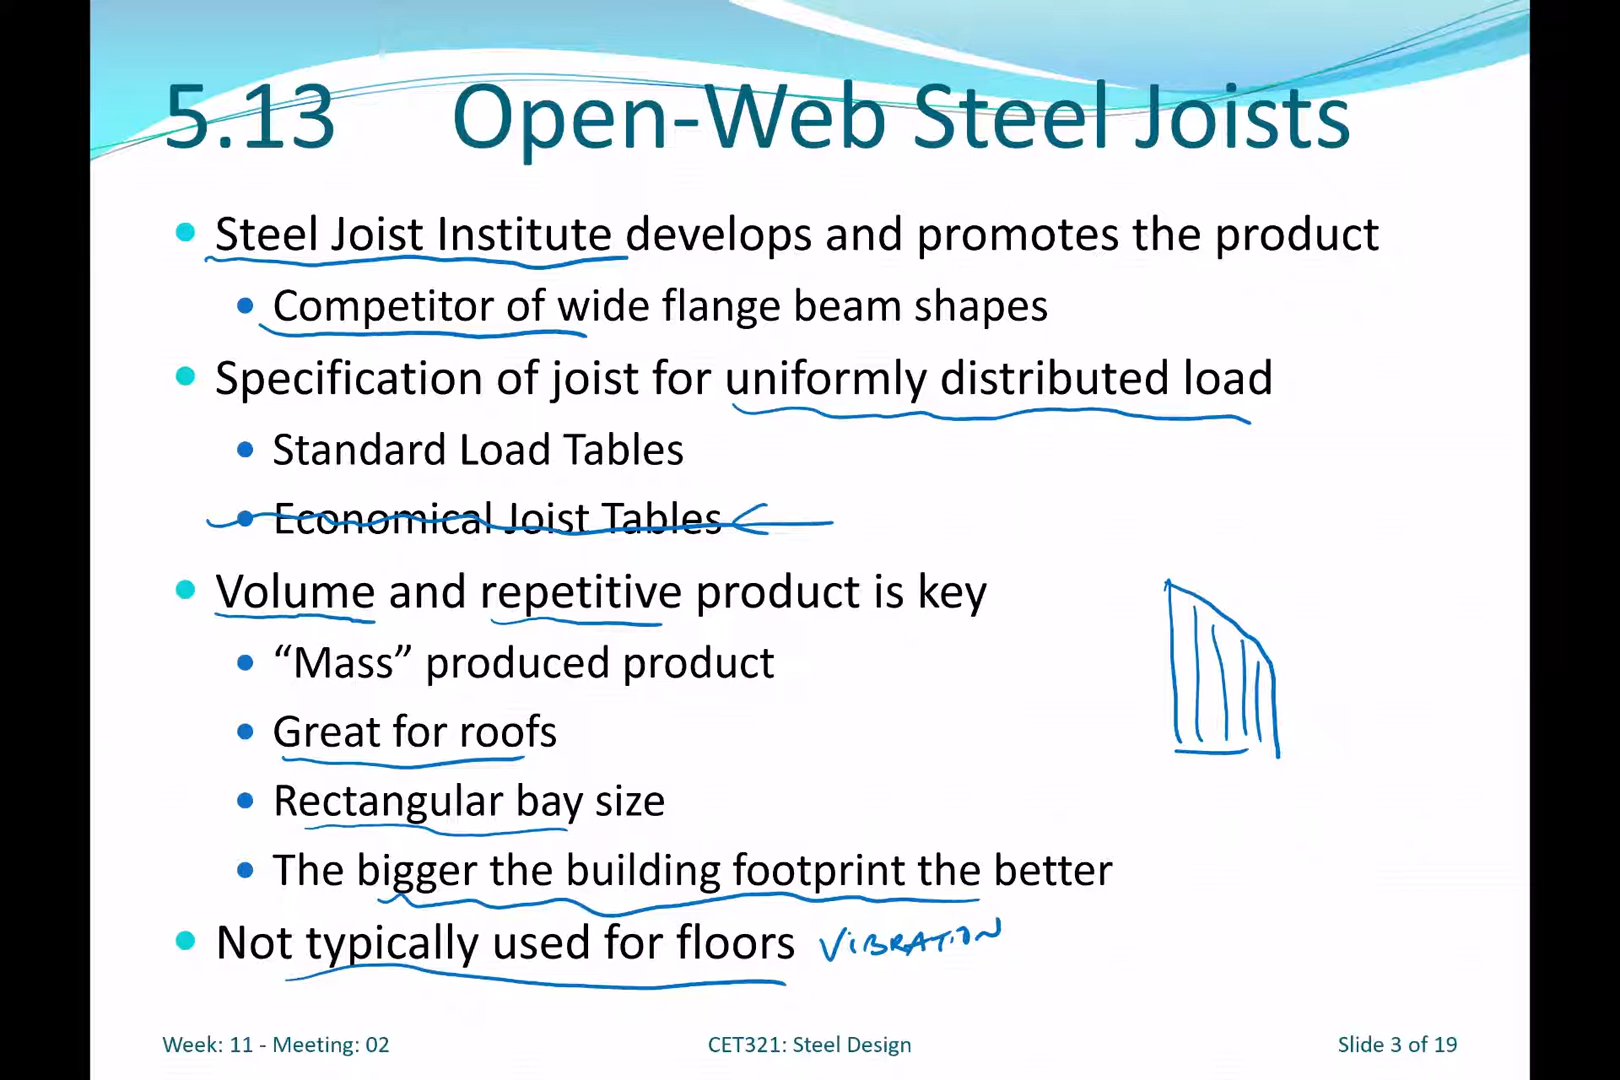 5.13 Open-Web Steel Joists
• Steel Joist Institute develops and promotes the product
• Competitor of wide flange beam shapes
• Specification of joist for uniformly distributed load
• Standard Load Tables
• Economical Joist Tables
• Volume and repetitive product is key
• “Mass” produced product
• Great for roofs
• Rectangular bay size
• The bigger the building footprint the better
• Not typically used for floors VIBRATION
Week: 11 - Meeting: 02 CET321: Steel Design Slide 3 of 19